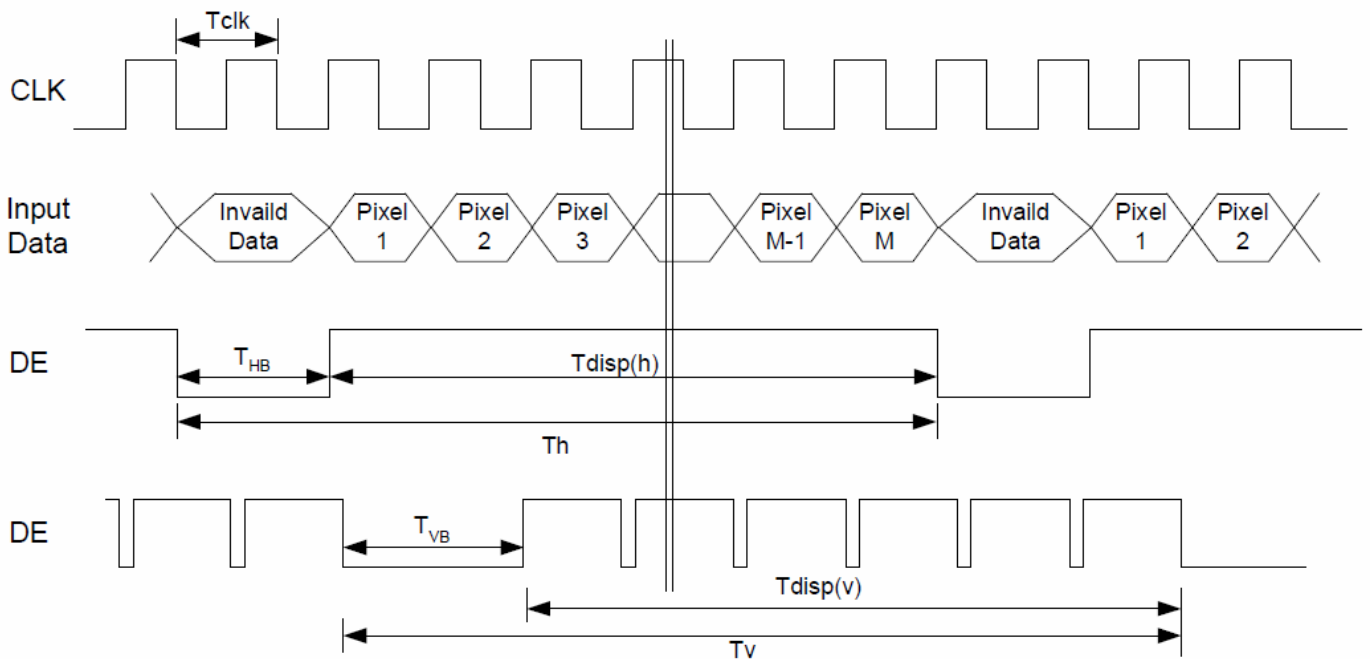 Tclk
CLK
Input
Data
Invaild
Data
Pixel
1
Pixel
2
Pixel
3
Pixel
M-1
Pixel
M
Invaild
Data
Pixel
1
Pixel
2
DE
THB
Tdisp(h)
Th
DE
TVB
Tdisp(v)
Tv